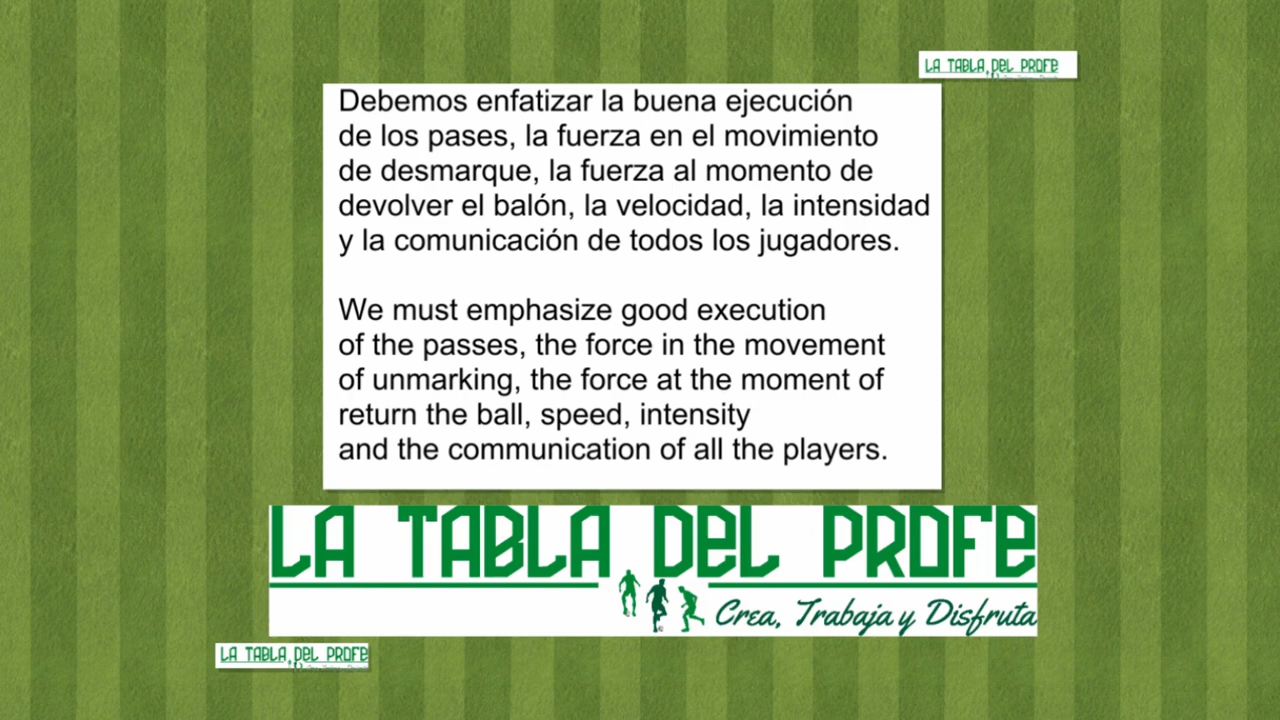 LA TABLA DEL PROFE
Debemos enfatizar la buena ejecución
de los pases, la fuerza en el movimiento
de desmarque, la fuerza al momento de
devolver el balón, la velocidad, la intensidad
y la comunicación de todos los jugadores.
We must emphasize good execution
of the passes, the force in the movement
of unmarking, the force at the moment of
return the ball, speed, intensity
and the communication of all the players.
LA TABLA DEL PROFE
Crea, Trabaja y Disfruta
LA TABLA DEL PROFE